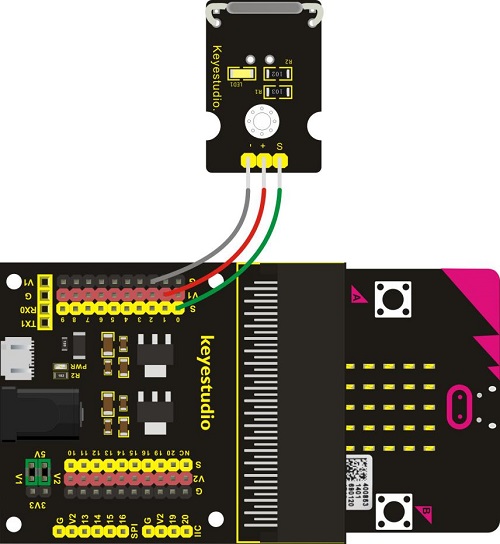 Keyestudio.
LED1
R2
102
R1
103
- + S
V1
G
RX0
TX1
G
V1
S
9 8 7 6 5 4 3 2 1 0
keyestudio
PWR
R2
5V
V1
V2
3V3
10 11 12 13 14 15 16 19 20 NC
S
V2
G
G V2 13 14 15 16 SPI
G V2 19 20 IIC
A
B